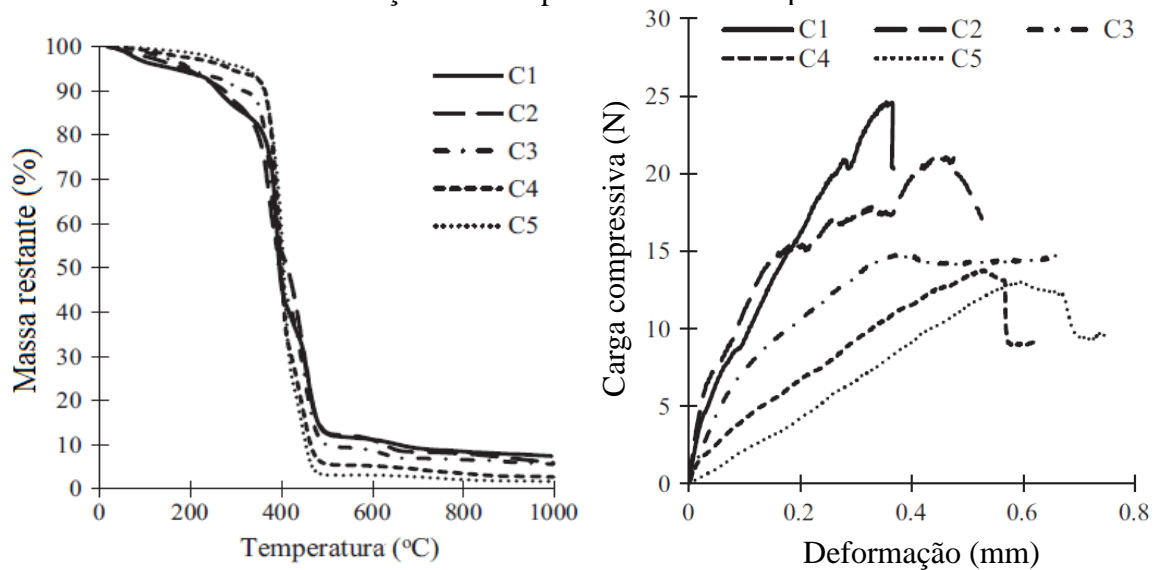 100
90
80
70
60
50
40
30
20
10
0
0 200 400 600 800 1000
Massa restante (%)
Temperatura (°C)
C1
C2
C3
C4
C5
30
25
20
15
10
5
0
0 0.2 0.4 0.6 0.8
Carga compressiva (N)
Deformação (mm)
C1 C2 C3
C4 C5